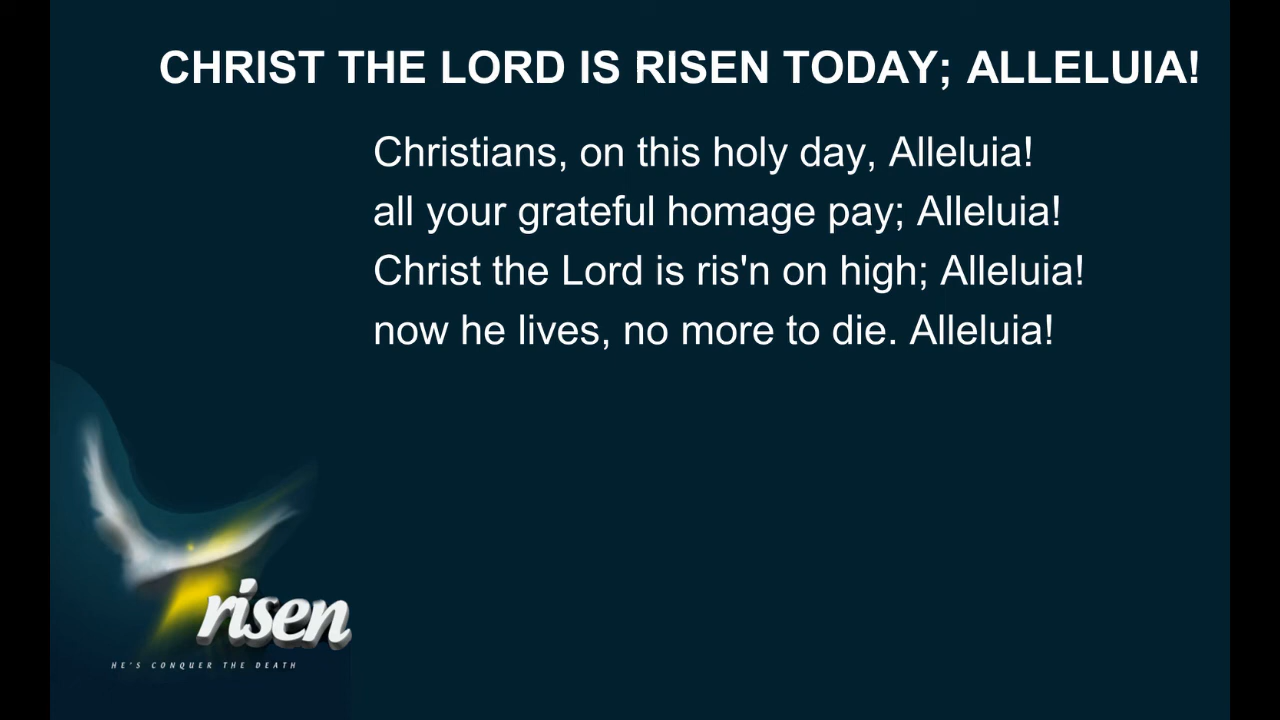 CHRIST THE LORD IS RISEN TODAY; ALLELUIA!
Christians, on this holy day, Alleluia!
all your grateful homage pay; Alleluia!
Christ the Lord is ris'n on high; Alleluia!
now he lives, no more to die. Alleluia!
risen
HE'S CONQUER THE DEATH